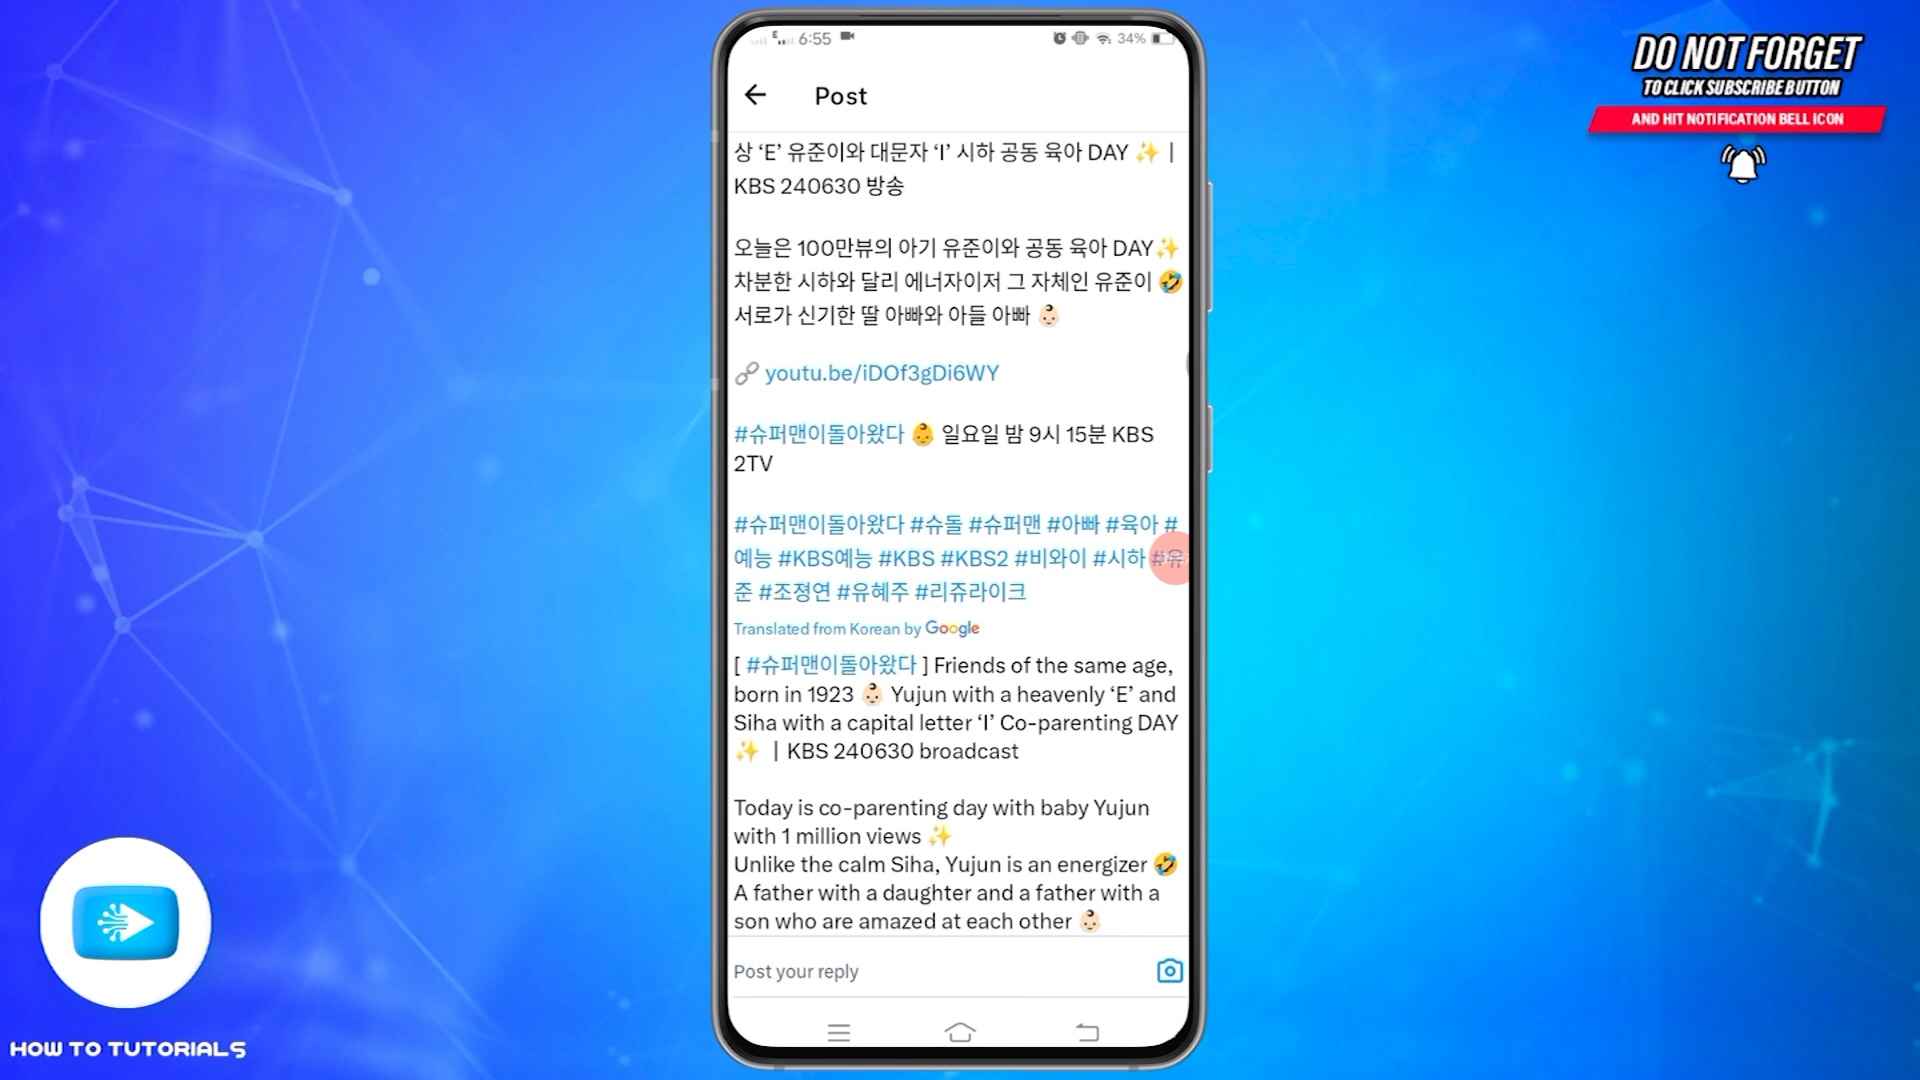 6:55
34%
DO NOT FORGET
TO CLICK SUBSCRIBE BUTTON
AND HIT NOTIFICATION BELL ICON
Post
상 ‘E’ 유준이와 대문자 ‘I’ 시하 공동 육아 DAY ✨ |
KBS 240630 방송
오늘은 100만뷰의 아기 유준이와 공동 육아 DAY✨
차분한 시하와 달리 에너자이저 그 자체인 유준이 🤣
서로가 신기한 딸 아빠와 아들 아빠 👶🏻
🔗 youtu.be/iDOf3gDi6WY
#슈퍼맨이돌아왔다 👶 일요일 밤 9시 15분 KBS
2TV
#슈퍼맨이돌아왔다 #슈돌 #슈퍼맨 #아빠 #육아 #
예능 #KBS예능 #KBS #KBS2 #비와이 #시하 #유
준 #조졍연 #유혜주 #리쥬라이크
Translated from Korean by Google
[ #슈퍼맨이돌아왔다 ] Friends of the same age,
born in 1923 👶🏻 Yujun with a heavenly ‘E’ and
Siha with a capital letter ‘I’ Co-parenting DAY
✨ | KBS 240630 broadcast
Today is co-parenting day with baby Yujun
with 1 million views ✨
Unlike the calm Siha, Yujun is an energizer 🤣
A father with a daughter and a father with a
son who are amazed at each other 👶🏻
Post your reply
HOW TO TUTORIALS